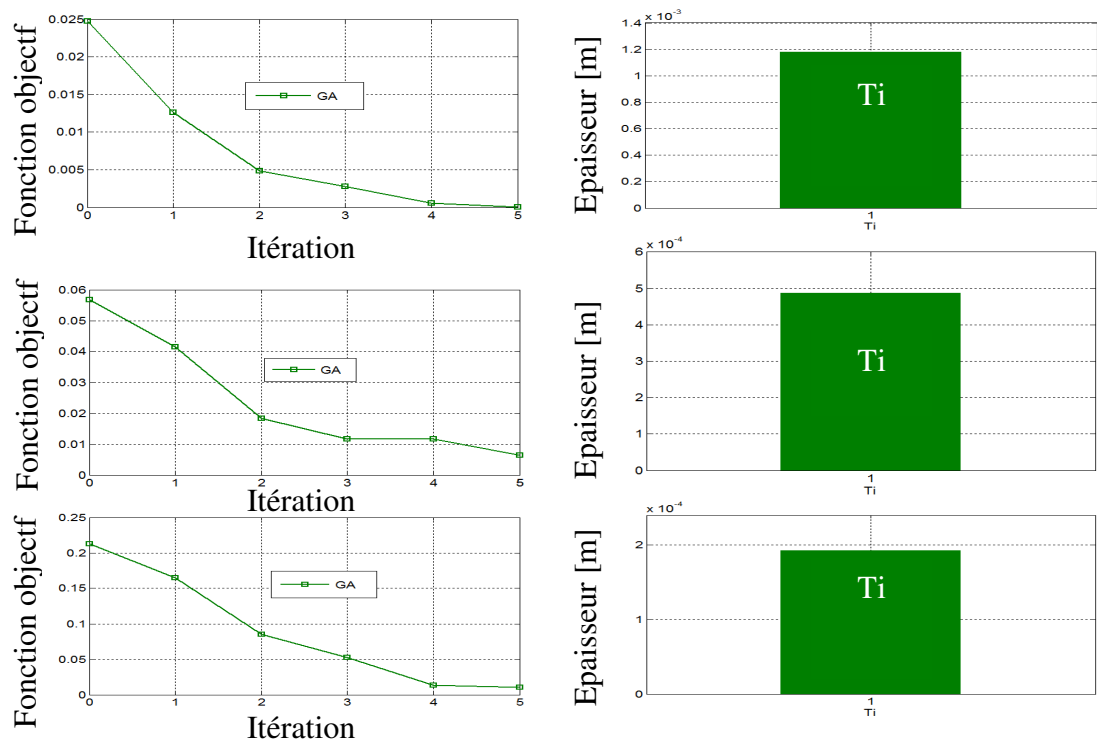 Fonction objectf
0.025
0.02
0.015
0.01
0.005
0
GA
0 1 2 3 4 5
Itération
Epaisseur [m]
x 10-3
1.4
1.2
1
0.8
0.6
0.4
0.2
0
Ti
1
Ti
Fonction objectf
0.06
0.05
0.04
0.03
0.02
0.01
0
GA
0 1 2 3 4 5
Itération
Epaisseur [m]
x 10-4
6
5
4
3
2
1
0
Ti
1
Ti
Fonction objectf
0.25
0.2
0.15
0.1
0.05
0
GA
0 1 2 3 4 5
Itération
Epaisseur [m]
x 10-4
2
1
0
Ti
1
Ti